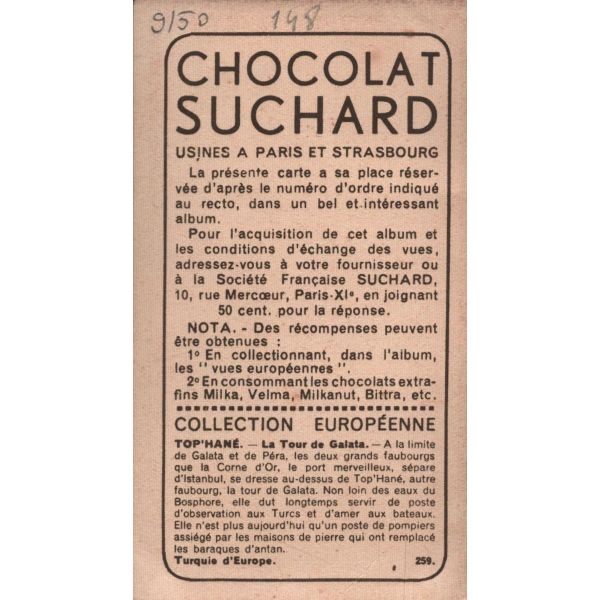 9/50 148
CHOCOLAT
SUCHARD
USINES A PARIS ET STRASBOURG
La présente carte a sa place réser-
vée d'après le numéro d'ordre indiqué
au recto, dans un bel et intéressant
album.
Pour l'acquisition de cet album et
les conditions d'échange des vues,
adressez-vous à votre fournisseur ou
à la Société Française SUCHARD,
10, rue Mercœur, Paris-XIe, en joignant
50 cent. pour la réponse.
NOTA. - Des récompenses peuvent
être obtenues :
1o En collectionnant, dans l'album,
les " vues européennes ".
2o En consommant les chocolats extra-
fins Milka, Velma, Milkanut, Bittra, etc.
COLLECTION EUROPÉENNE
TOP'HANÉ. — La Tour de Galata. — A la limite
de Galata et de Péra, les deux grands faubourgs
que la Corne d'Or, le port merveilleux, sépare
d'Istanbul, se dresse au-dessus de Top'Hané, autre
faubourg, la tour de Galata. Non loin des eaux du
Bosphore, elle dut longtemps servir de poste
d'observation aux Turcs et d'amer aux bateaux.
Elle n'est plus aujourd'hui qu'un poste de pompiers
assiégé par les maisons de pierre qui ont remplacé
les baraques d'antan.
Turquie d'Europe. 259.